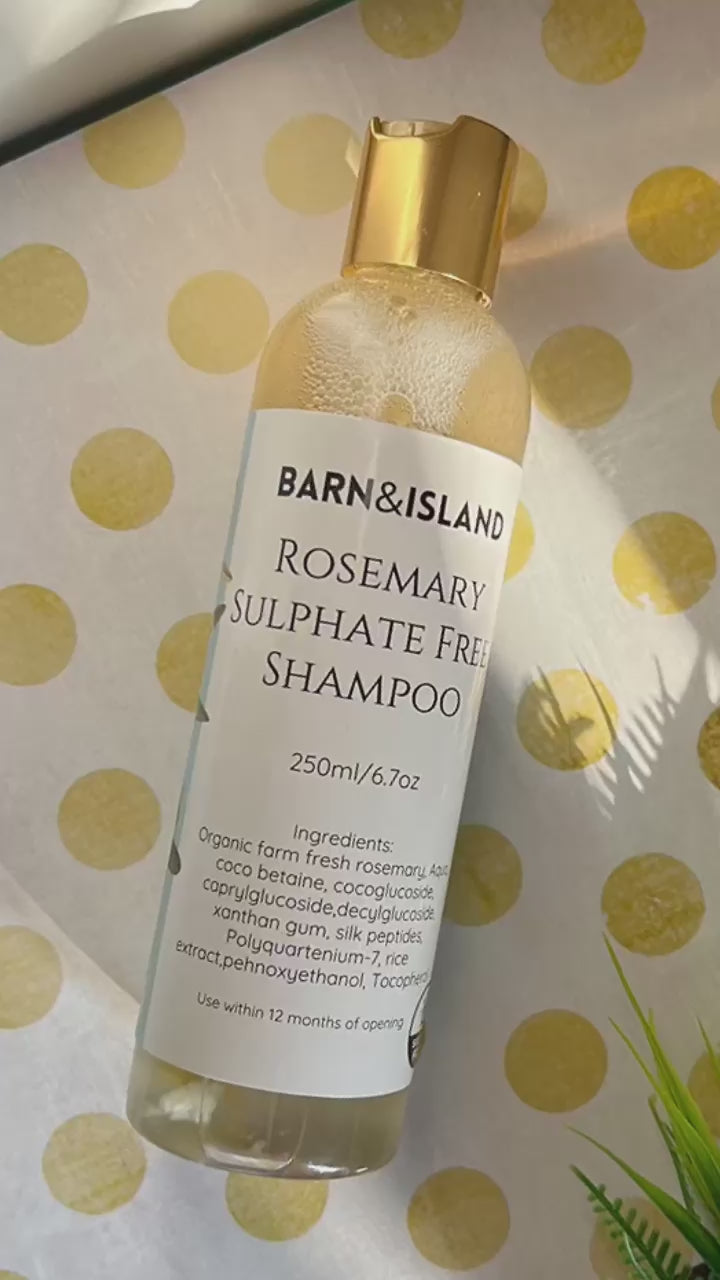 BARN&ISLAND
ROSEMARY
SULPHATE FREE
SHAMPOO
250ml/6.7oz
Ingredients:
Organic farm fresh rosemary, Aqua,
coco betaine, cocoglucoside,
caprylglucoside,decylglucoside,
xanthan gum, silk peptides,
Polyquartenium-7, rice
extract,pehnoxyethanol, Tocopherol
Use within 12 months of opening